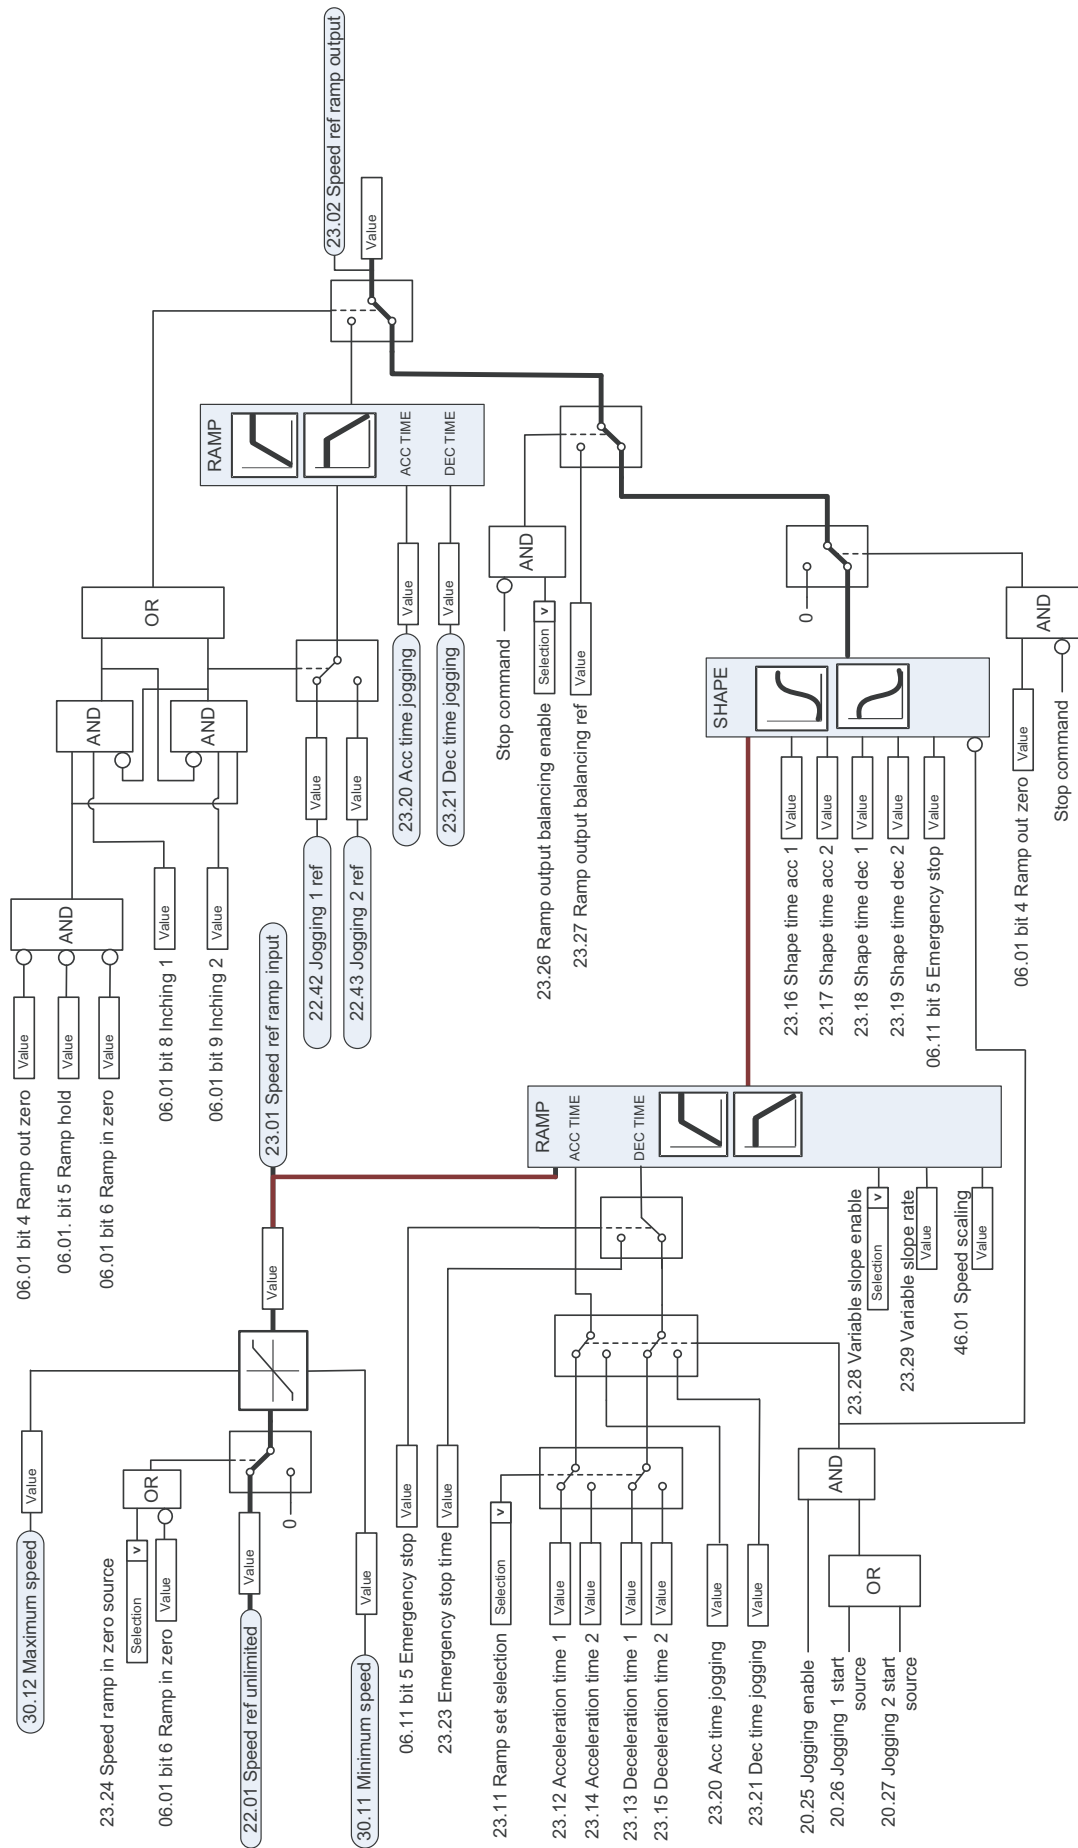 30.12 Maximum speed
Value
23.24 Speed ramp in zero source
Selection
v
06.01 bit 6 Ramp in zero
Value
OR
22.01 Speed ref unlimited
Value
0
30.11 Minimum speed
Value
Value
23.01 Speed ref ramp input
06.01 bit 4 Ramp out zero
Value
06.01. bit 5 Ramp hold
Value
06.01 bit 6 Ramp in zero
Value
AND
06.01 bit 8 Inching 1
Value
06.01 bit 9 Inching 2
Value
AND
AND
OR
22.42 Jogging 1 ref
Value
22.43 Jogging 2 ref
Value
23.20 Acc time jogging
Value
23.21 Dec time jogging
Value
RAMP
ACC TIME
DEC TIME
23.02 Speed ref ramp output
Value
06.11 bit 5 Emergency stop
Value
23.23 Emergency stop time
Value
23.11 Ramp set selection
Selection
v
23.12 Acceleration time 1
Value
23.14 Acceleration time 2
Value
23.13 Deceleration time 1
Value
23.15 Deceleration time 2
Value
23.20 Acc time jogging
Value
23.21 Dec time jogging
Value
20.25 Jogging enable
20.26 Jogging 1 start
source
20.27 Jogging 2 start
source
OR
AND
RAMP
ACC TIME
DEC TIME
23.28 Variable slope enable
Selection
v
23.29 Variable slope rate
Value
46.01 Speed scaling
Value
Stop command
23.26 Ramp output balancing enable
Selection
v
AND
23.27 Ramp output balancing ref
Value
SHAPE
23.16 Shape time acc 1
Value
23.17 Shape time acc 2
Value
23.18 Shape time dec 1
Value
23.19 Shape time dec 2
Value
06.11 bit 5 Emergency stop
Value
0
06.01 bit 4 Ramp out zero
Value
Stop command
AND